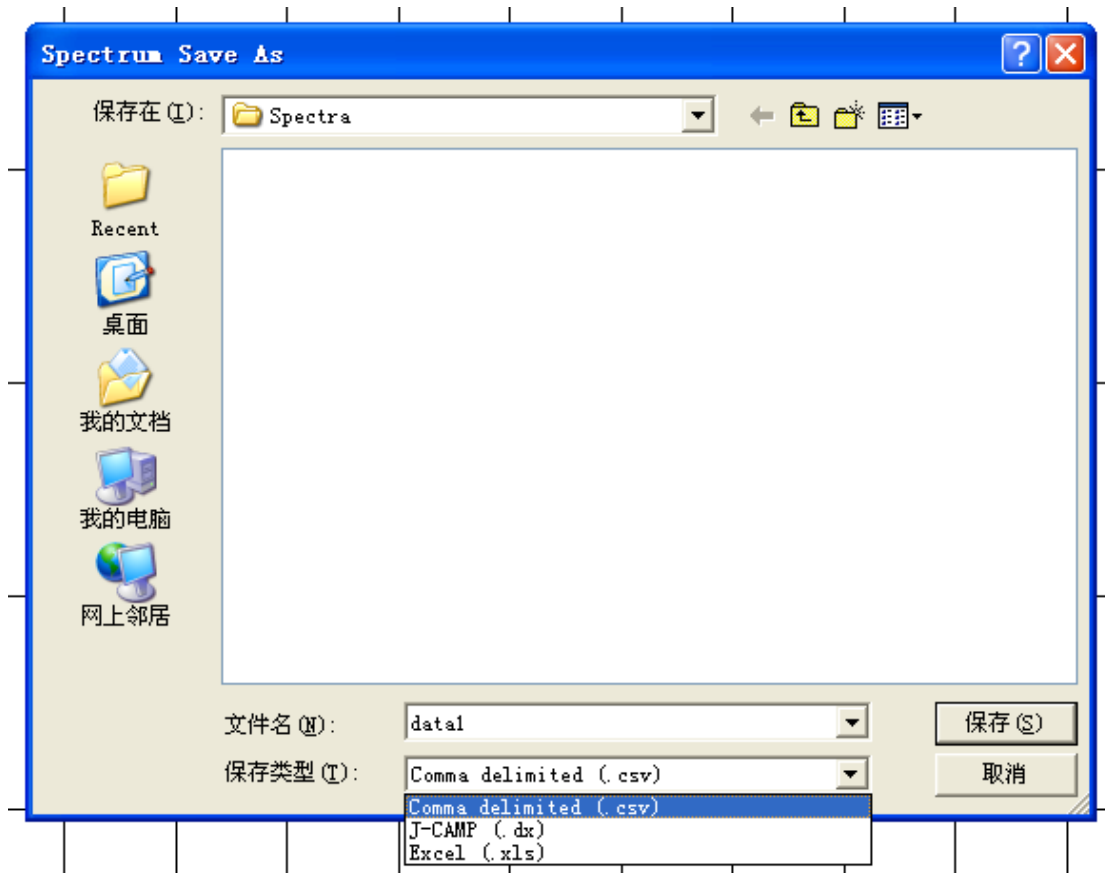 Spectrum Save As
保存在(I):
Spectra
Recent
桌面
我的文档
我的电脑
网上邻居
文件名(N):
data1
保存(S)
保存类型(T):
Comma delimited (.csv)
取消
Comma delimited (.csv)
J-CAMP (.dx)
Excel (.xls)